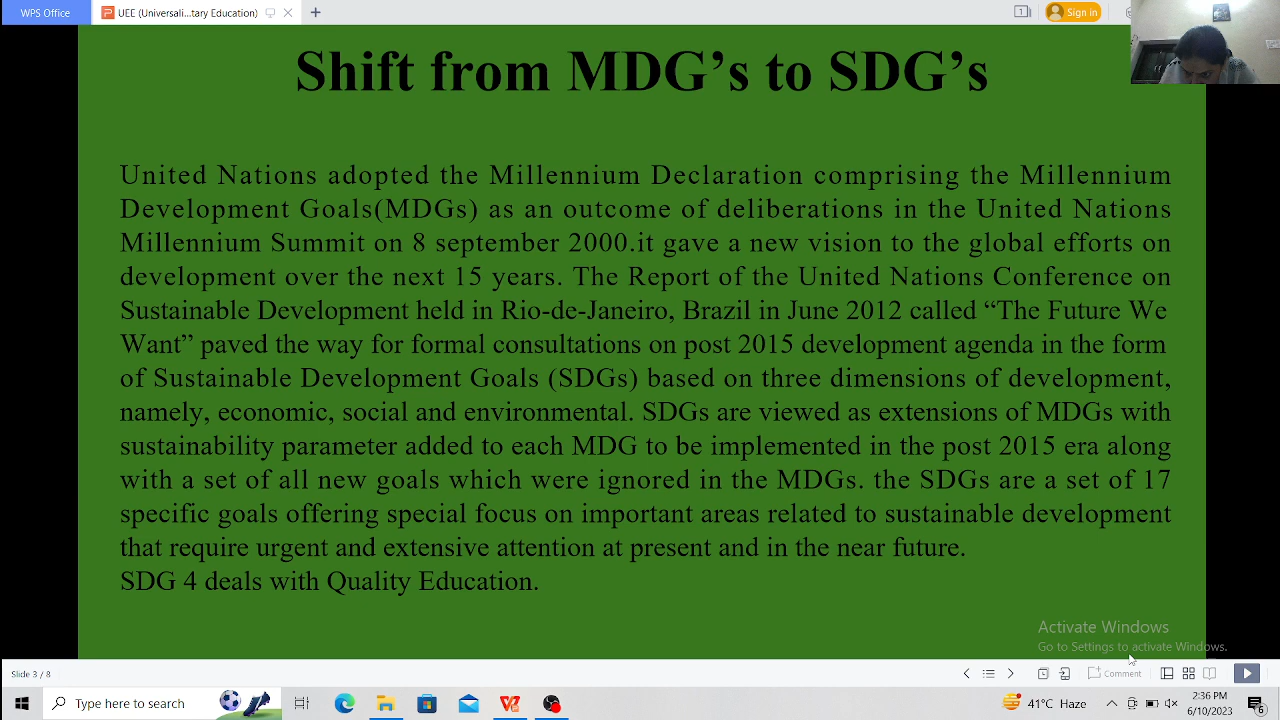 WPS Office
UEE (Universal...tary Education)
Sign in
Shift from MDG’s to SDG’s
United Nations adopted the Millennium Declaration comprising the Millennium
Development Goals(MDGs) as an outcome of deliberations in the United Nations
Millennium Summit on 8 september 2000.it gave a new vision to the global efforts on
development over the next 15 years. The Report of the United Nations Conference on
Sustainable Development held in Rio-de-Janeiro, Brazil in June 2012 called “The Future We
Want” paved the way for formal consultations on post 2015 development agenda in the form
of Sustainable Development Goals (SDGs) based on three dimensions of development,
namely, economic, social and environmental. SDGs are viewed as extensions of MDGs with
sustainability parameter added to each MDG to be implemented in the post 2015 era along
with a set of all new goals which were ignored in the MDGs. the SDGs are a set of 17
specific goals offering special focus on important areas related to sustainable development
that require urgent and extensive attention at present and in the near future.
SDG 4 deals with Quality Education.
Activate Windows
Go to Settings to activate Windows.
Slide 3 / 8
Comment
Type here to search
41°C Haze
2:36 PM
6/10/2023
6